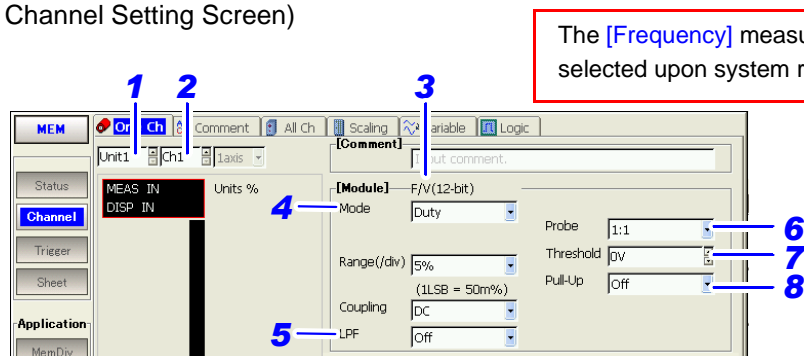 Channel Setting Screen)
The [Frequency] measu
selected upon system r
1 2 3
MEM One Ch Comment All Ch Scaling Variable Logic
Unit1 Ch1 1axis
[Comment] Input comment.
Status
MEAS IN Units %
DISP IN
[Module] F/V(12-bit)
4 Mode Duty
Channel
Probe 1:1 6
Trigger
Threshold 0V 7
Range(/div) 5%
Sheet
Pull-Up Off 8
(1LSB = 50m%)
Coupling DC
Application
5 LPF Off
MemDiv